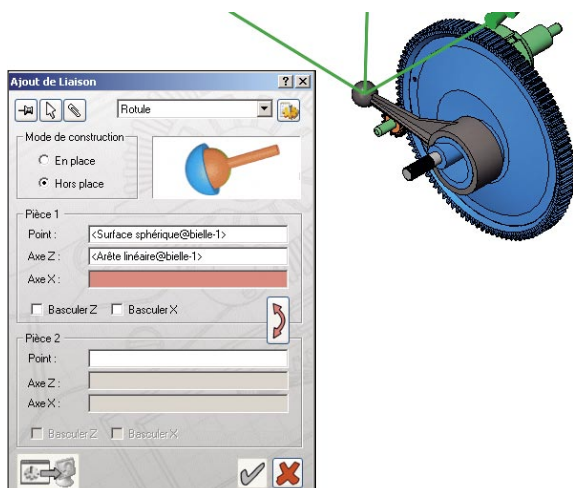 Ajout de Liaison
Rotule
Mode de construction
En place
Hors place
Pièce 1
Point : <Surface sphérique@bielle-1>
Axe Z : <Arête linéaire@bielle-1>
Axe X :
Basculer Z Basculer X
Pièce 2
Point :
Axe Z :
Axe X :
Basculer Z Basculer X